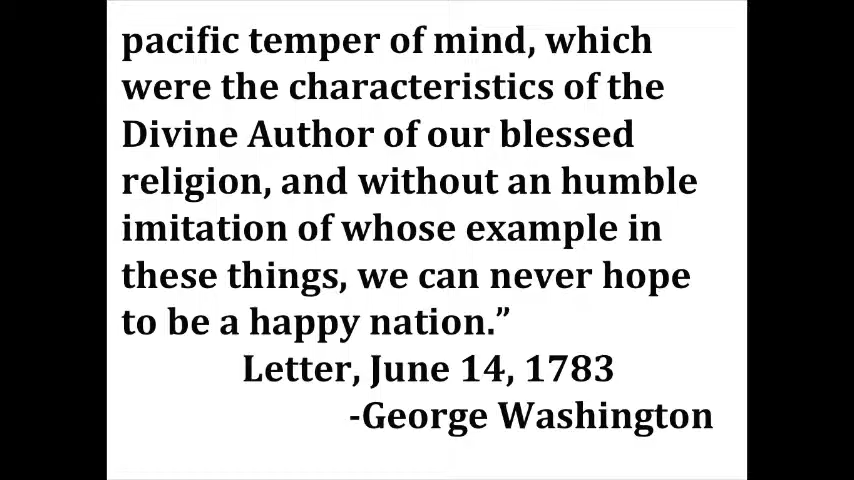 pacific temper of mind, which
were the characteristics of the
Divine Author of our blessed
religion, and without an humble
imitation of whose example in
these things, we can never hope
to be a happy nation.”
Letter, June 14, 1783
-George Washington